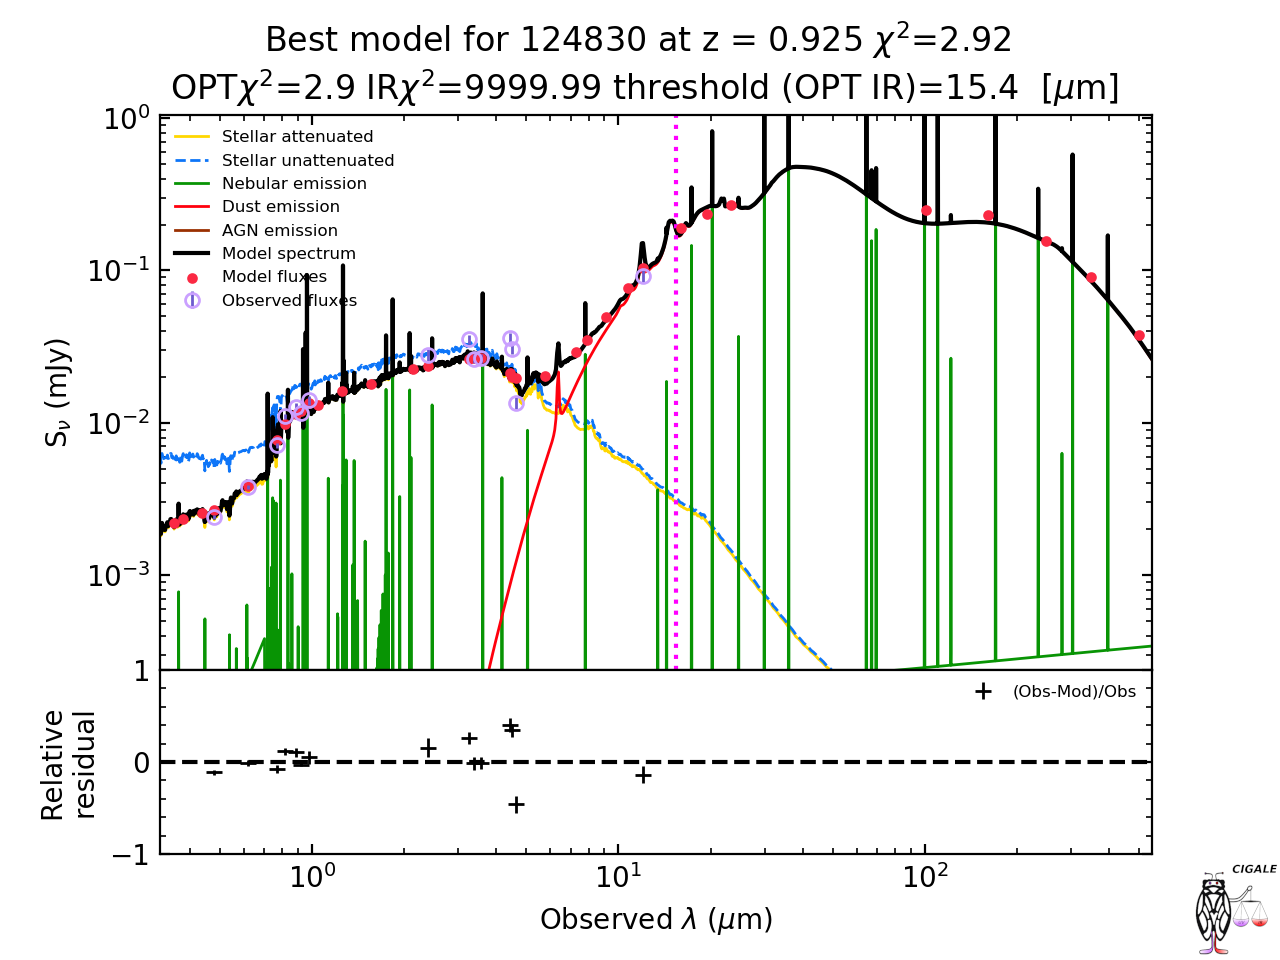 Best model for 124830 at z = 0.925 χ²=2.92
OPTχ²=2.9 IRχ²=9999.99 threshold (OPT IR)=15.4 [μm]
Stellar attenuated
Stellar unattenuated
Nebular emission
Dust emission
AGN emission
Model spectrum
Model fluxes
Observed fluxes
10⁰
10⁻¹
10⁻²
10⁻³
S_ν (mJy)
(Obs-Mod)/Obs
1
0
−1
Relative
residual
10⁰ 10¹ 10²
Observed λ (μm)
CIGALE